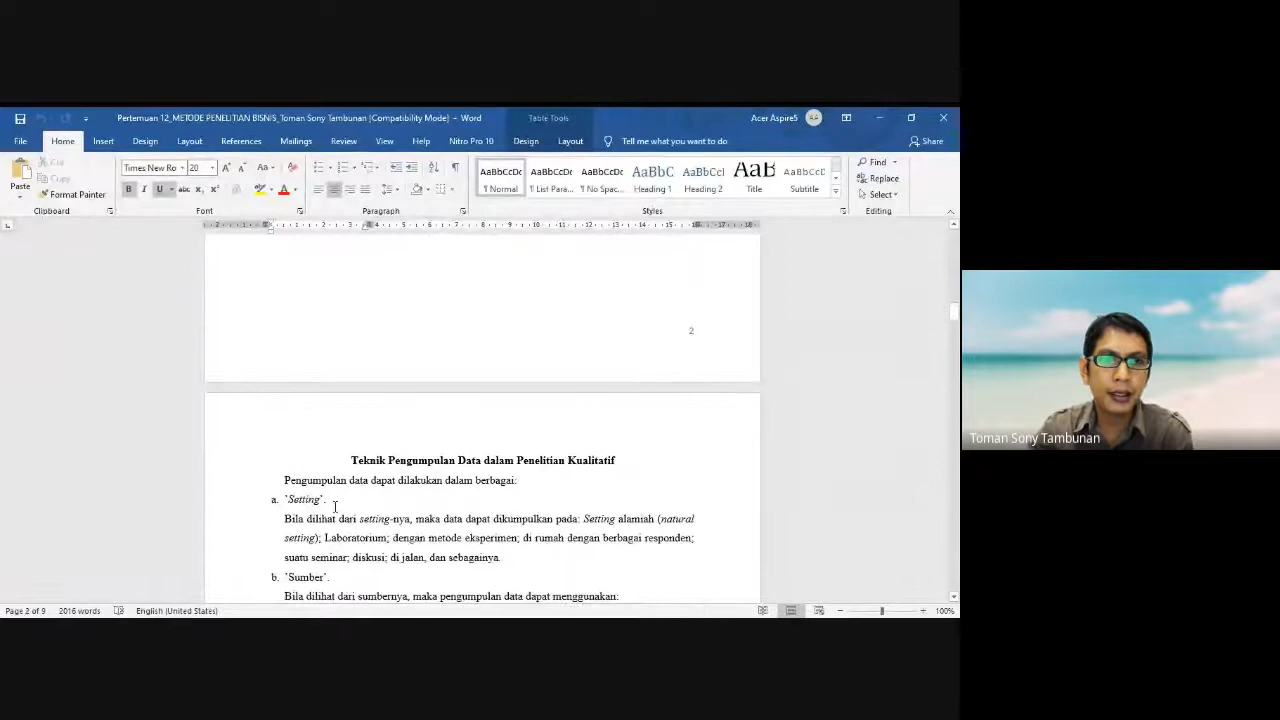 Pertemuan 12_METODE PENELITIAN BISNIS_Toman Sony Tambunan [Compatibility Mode] - Word
Table Tools
Acer Aspire5
File Home Insert Design Layout References Mailings Review View Help Nitro Pro 10 Design Layout Tell me what you want to do Share
Paste
Cut
Copy
Format Painter
Clipboard
Times New Ro 20
Font
Paragraph
AaBbCcDc AaBbCcDc AaBbCcDc AaBbC AaBbCcl AaB AaBbCcDc
¶ Normal ¶ List Para... ¶ No Spac... Heading 1 Heading 2 Title Subtitle
Styles
Find
Replace
Select
Editing
2
Teknik Pengumpulan Data dalam Penelitian Kualitatif
Pengumpulan data dapat dilakukan dalam berbagai:
a. `Setting`.
Bila dilihat dari setting-nya, maka data dapat dikumpulkan pada: Setting alamiah (natural
setting); Laboratorium; dengan metode eksperimen; di rumah dengan berbagai responden;
suatu seminar; diskusi; di jalan, dan sebagainya.
b. `Sumber`.
Bila dilihat dari sumbernya, maka pengumpulan data dapat menggunakan:
Page 2 of 9 2016 words English (United States) 100%
Toman Sony Tambunan